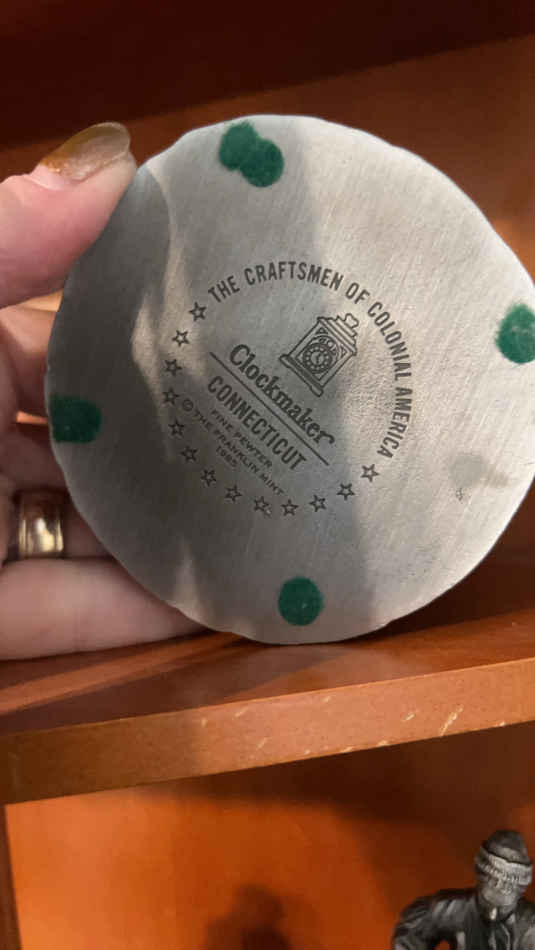 THE CRAFTSMEN OF COLONIAL AMERICA
Clockmaker
CONNECTICUT
FINE PEWTER
© THE FRANKLIN MINT
1985